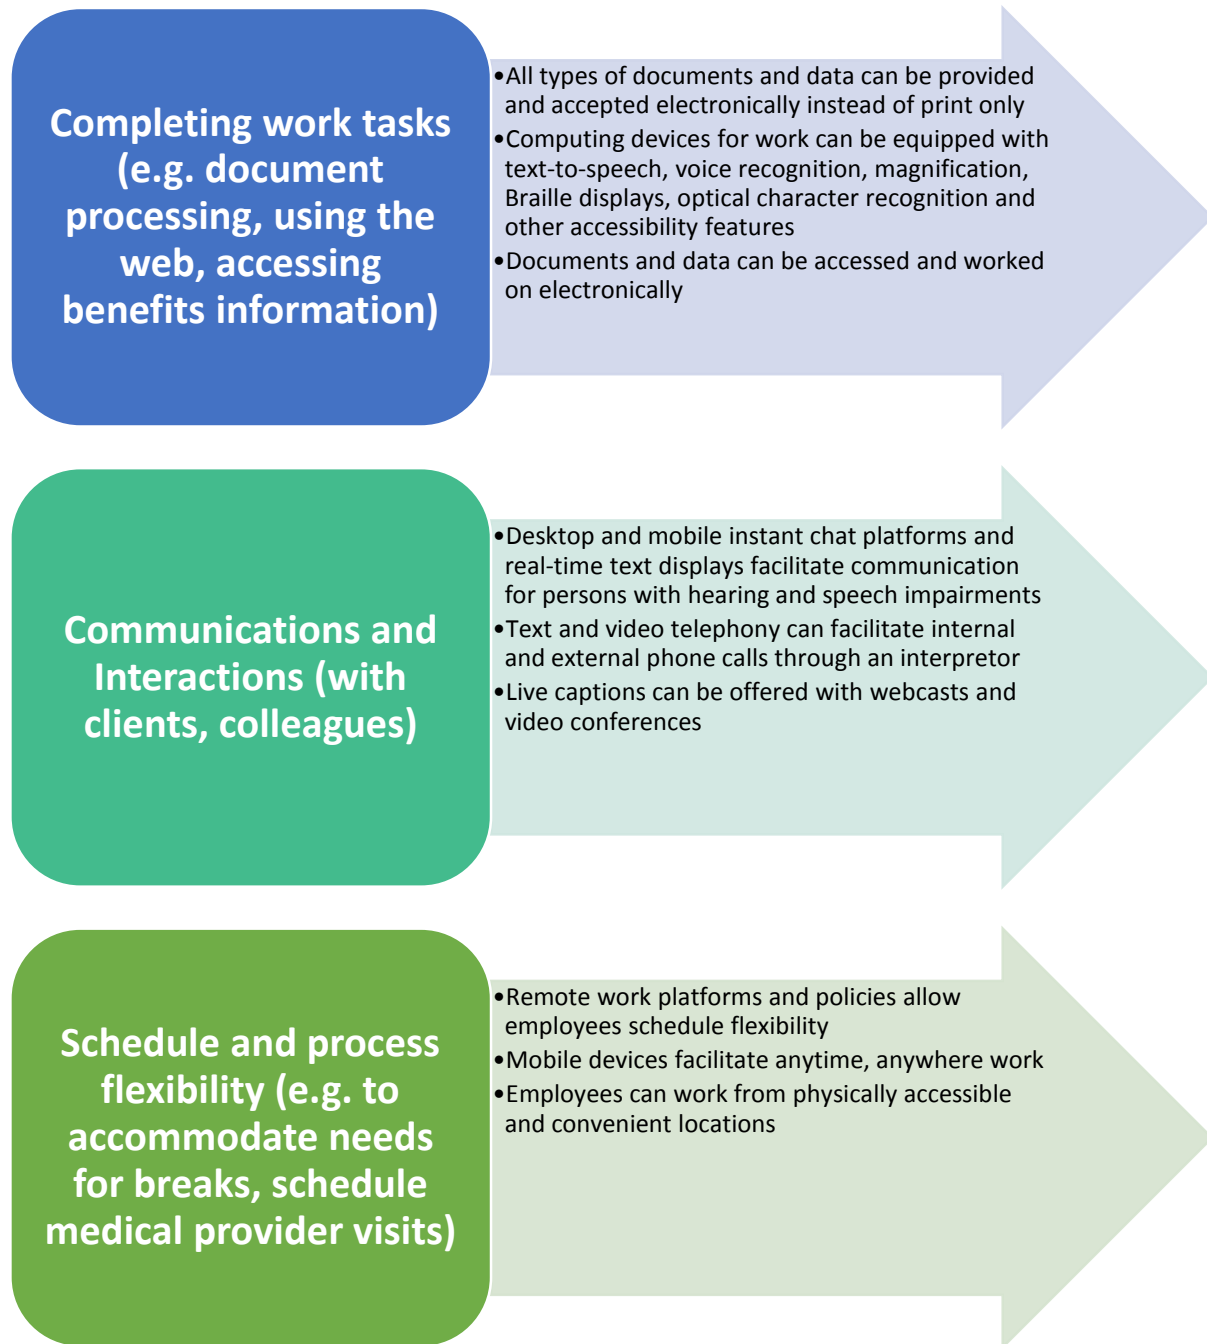 Completing work tasks
(e.g. document
processing, using the
web, accessing
benefits information)
•All types of documents and data can be provided
and accepted electronically instead of print only
•Computing devices for work can be equipped with
text-to-speech, voice recognition, magnification,
Braille displays, optical character recognition and
other accessibility features
•Documents and data can be accessed and worked
on electronically
Communications and
Interactions (with
clients, colleagues)
•Desktop and mobile instant chat platforms and
real-time text displays facilitate communication
for persons with hearing and speech impairments
•Text and video telephony can facilitate internal
and external phone calls through an interpretor
•Live captions can be offered with webcasts and
video conferences
Schedule and process
flexibility (e.g. to
accommodate needs
for breaks, schedule
medical provider visits)
•Remote work platforms and policies allow
employees schedule flexibility
•Mobile devices facilitate anytime, anywhere work
•Employees can work from physically accessible
and convenient locations